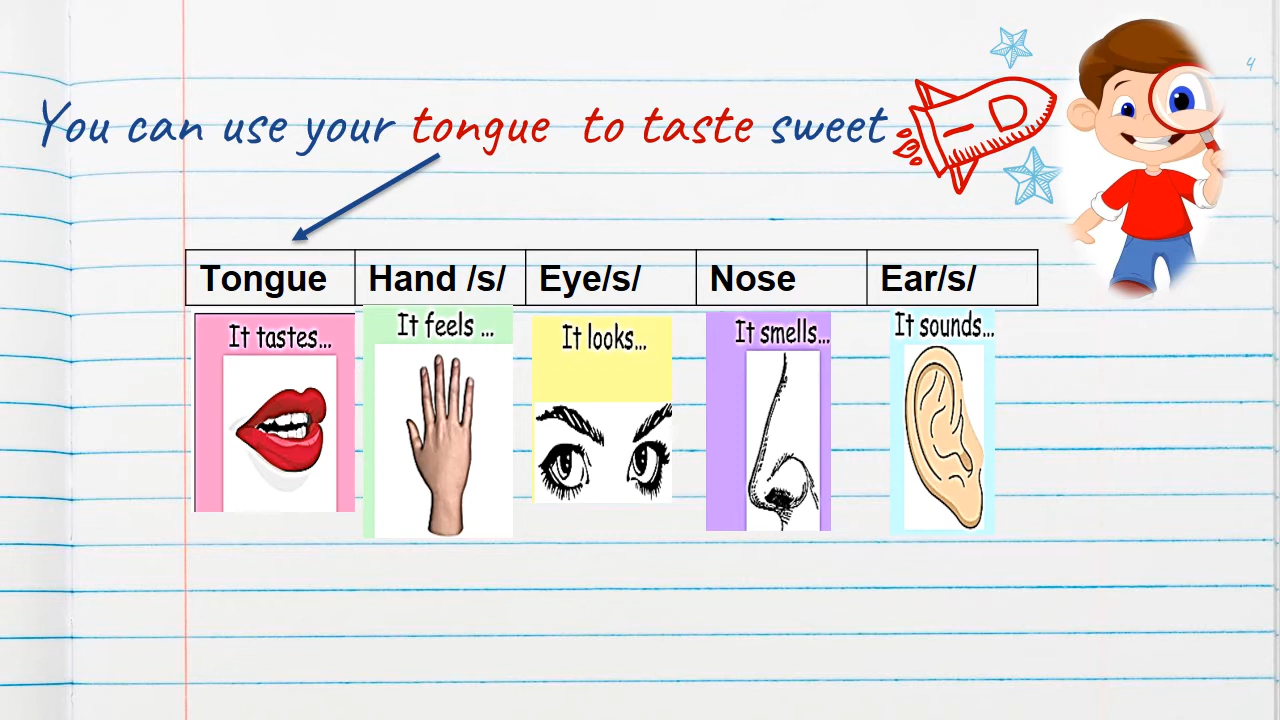 4
You can use your tongue to taste sweet
Tongue Hand /s/ Eye/s/ Nose Ear/s/
It tastes... It feels ... It looks... It smells... It sounds...